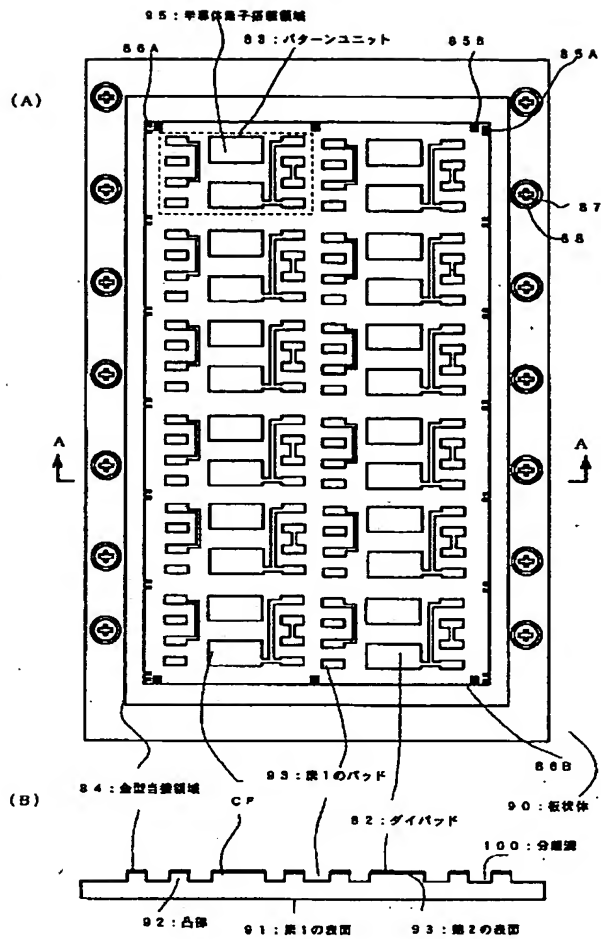 95：半導体素子搭載領域
83：パターンユニット
86A
85B
85A
(A)
87
88
A
A
93：第1のパッド
86B
84：金型当接領域
CF
82：ダイパッド
90：板状体
(B)
100：分離溝
92：凸部
91：第1の表面
93：第2の表面